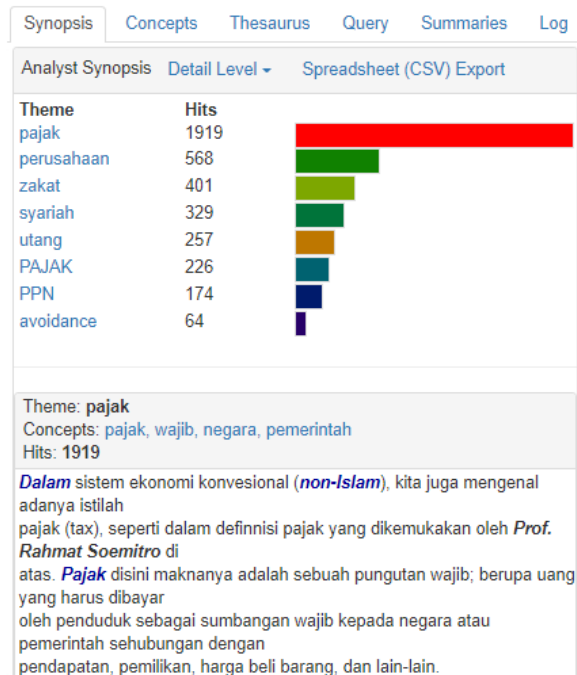 Synopsis Concepts Thesaurus Query Summaries Log
Analyst Synopsis Detail Level Spreadsheet (CSV) Export
Theme Hits
pajak 1919
perusahaan 568
zakat 401
syariah 329
utang 257
PAJAK 226
PPN 174
avoidance 64
Theme: pajak
Concepts: pajak, wajib, negara, pemerintah
Hits: 1919
Dalam sistem ekonomi konvesional (non-Islam), kita juga mengenal
adanya istilah
pajak (tax), seperti dalam definnisi pajak yang dikemukakan oleh Prof.
Rahmat Soemitro di
atas. Pajak disini maknanya adalah sebuah pungutan wajib; berupa uang
yang harus dibayar
oleh penduduk sebagai sumbangan wajib kepada negara atau
pemerintah sehubungan dengan
pendapatan, pemilikan, harga beli barang, dan lain-lain.